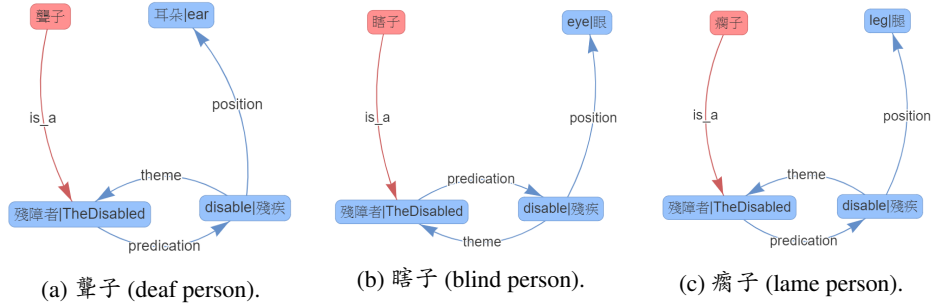 聾子
耳朵|ear
is_a
position
theme
殘障者|TheDisabled
disable|殘疾
predication
(a) 聾子 (deaf person).
瞎子
eye|眼
is_a
position
predication
殘障者|TheDisabled
disable|殘疾
theme
(b) 瞎子 (blind person).
瘸子
leg|腿
is_a
position
theme
殘障者|TheDisabled
disable|殘疾
predication
(c) 瘸子 (lame person).